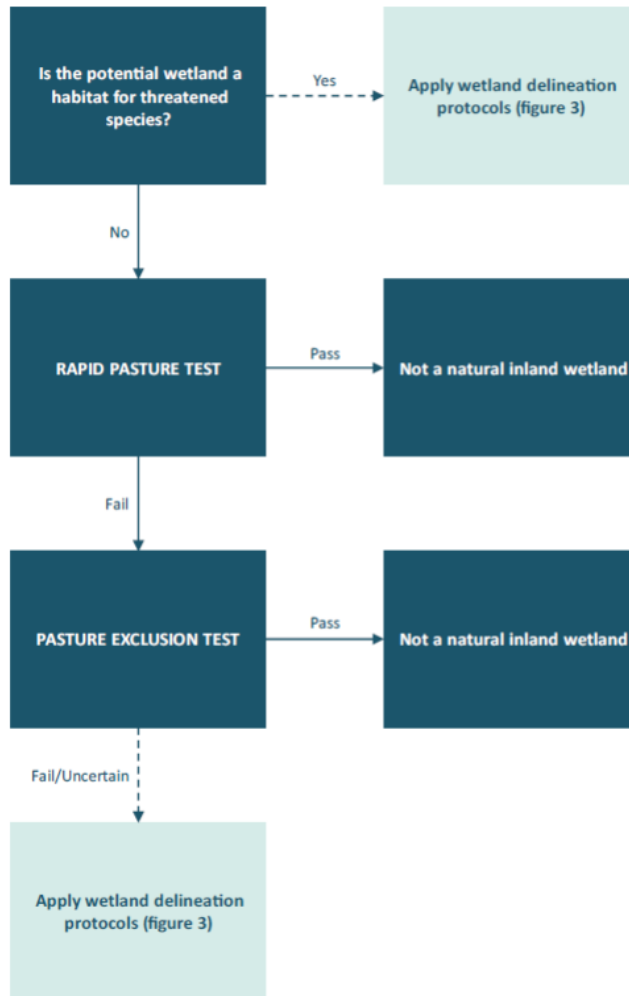 Is the potential wetland a
habitat for threatened
species?
Yes
Apply wetland delineation
protocols (figure 3)
No
RAPID PASTURE TEST
Pass
Not a natural inland wetland
Fail
PASTURE EXCLUSION TEST
Pass
Not a natural inland wetland
Fail/Uncertain
Apply wetland delineation
protocols (figure 3)